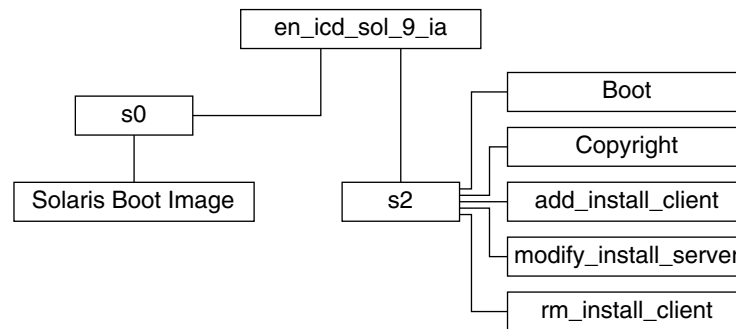 en_icd_sol_9_ia
s0
Solaris Boot Image
s2
Boot
Copyright
add_install_client
modify_install_server
rm_install_client